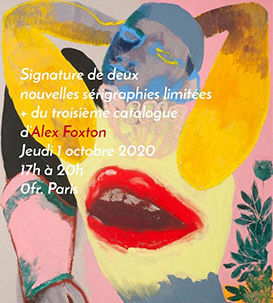 Signature de deux
nouvelles sérigraphies limitées
+ du troisième catalogue
d'Alex Foxton
Jeudi 1 octobre 2020
17h à 20h
0fr. Paris